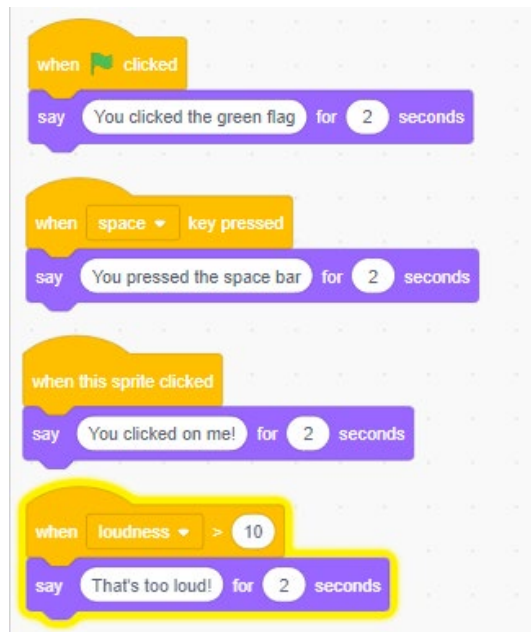 when clicked
say You clicked the green flag for 2 seconds
when space key pressed
say You pressed the space bar for 2 seconds
when this sprite clicked
say You clicked on me! for 2 seconds
when loudness > 10
say That's too loud! for 2 seconds